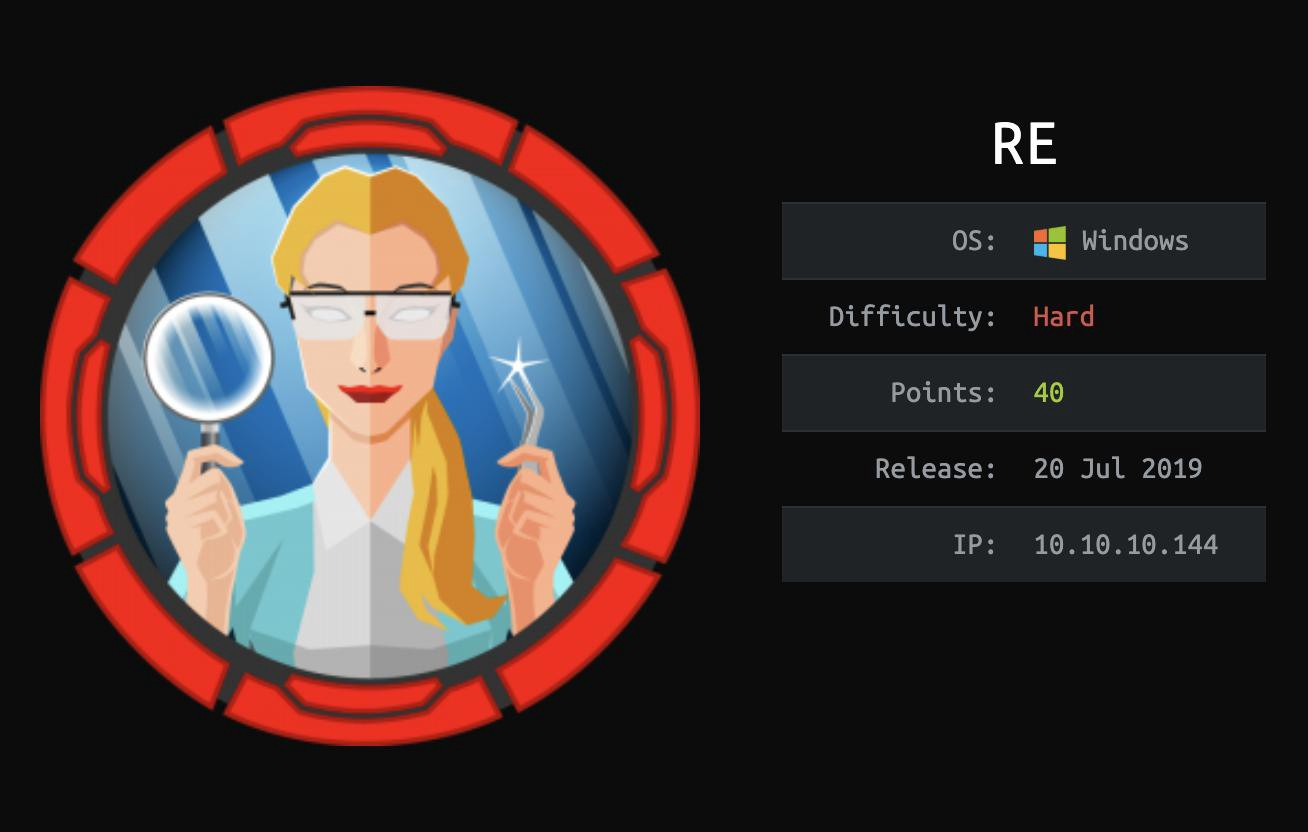 RE
OS: Windows
Difficulty: Hard
Points: 40
Release: 20 Jul 2019
IP: 10.10.10.144